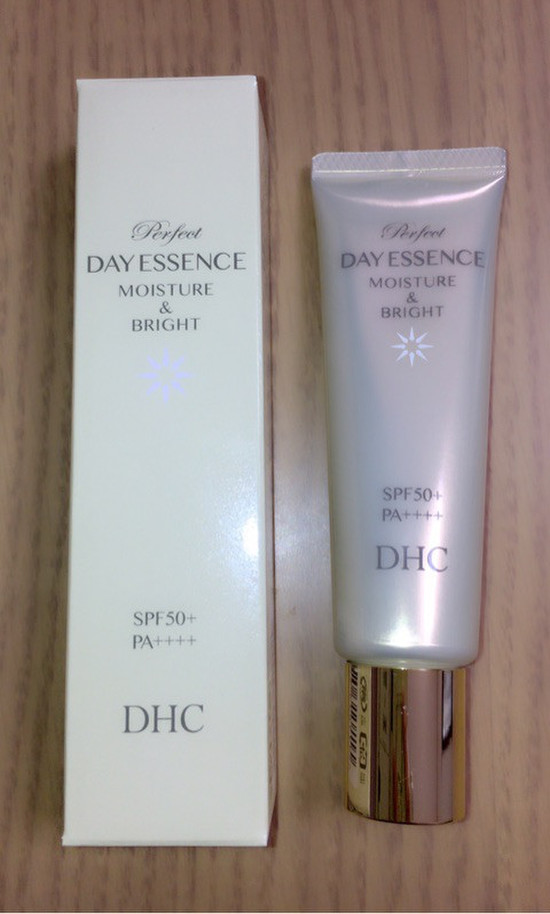 Perfect
DAY ESSENCE
MOISTURE
&
BRIGHT
SPF50+
PA++++
DHC
Perfect
DAY ESSENCE
MOISTURE
&
BRIGHT
SPF50+
PA++++
DHC